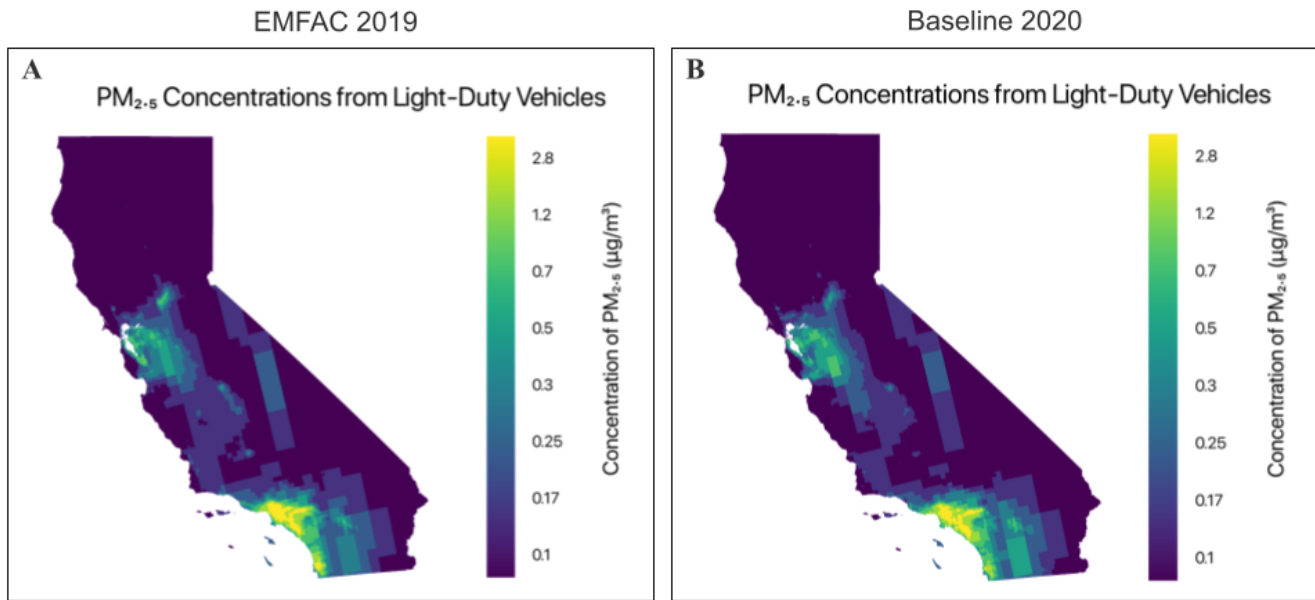 EMFAC 2019
Baseline 2020
A
PM₂.₅ Concentrations from Light-Duty Vehicles
2.8
1.2
0.7
0.5
0.3
0.25
0.17
0.1
Concentration of PM₂.₅ (µg/m³)
B
PM₂.₅ Concentrations from Light-Duty Vehicles
2.8
1.2
0.7
0.5
0.3
0.25
0.17
0.1
Concentration of PM₂.₅ (µg/m³)